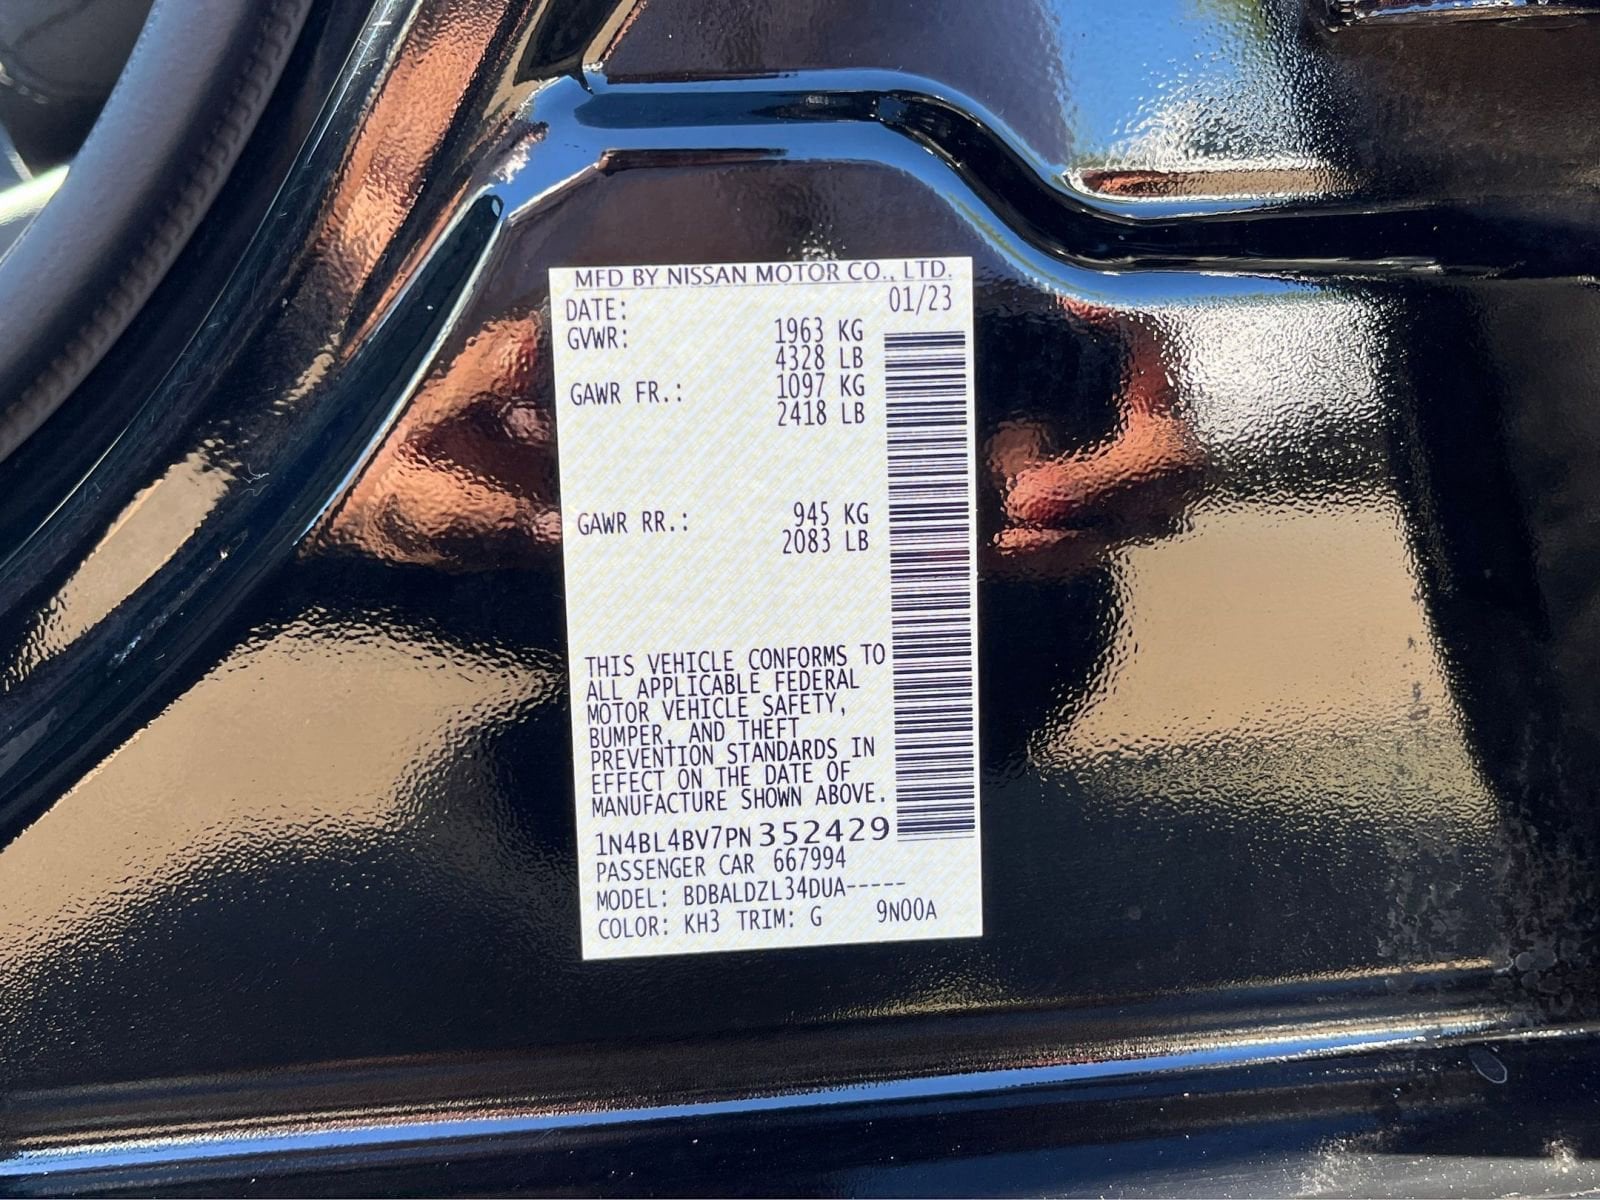 MFD BY NISSAN MOTOR CO., LTD.
DATE: 01/23
GVWR: 1963 KG
4328 LB
GAWR FR.: 1097 KG
2418 LB
GAWR RR.: 945 KG
2083 LB
THIS VEHICLE CONFORMS TO
ALL APPLICABLE FEDERAL
MOTOR VEHICLE SAFETY,
BUMPER, AND THEFT
PREVENTION STANDARDS IN
EFFECT ON THE DATE OF
MANUFACTURE SHOWN ABOVE.
1N4BL4BV7PN352429
PASSENGER CAR 667994
MODEL: BDBALDZL34DUA-----
COLOR: KH3 TRIM: G 9N00A